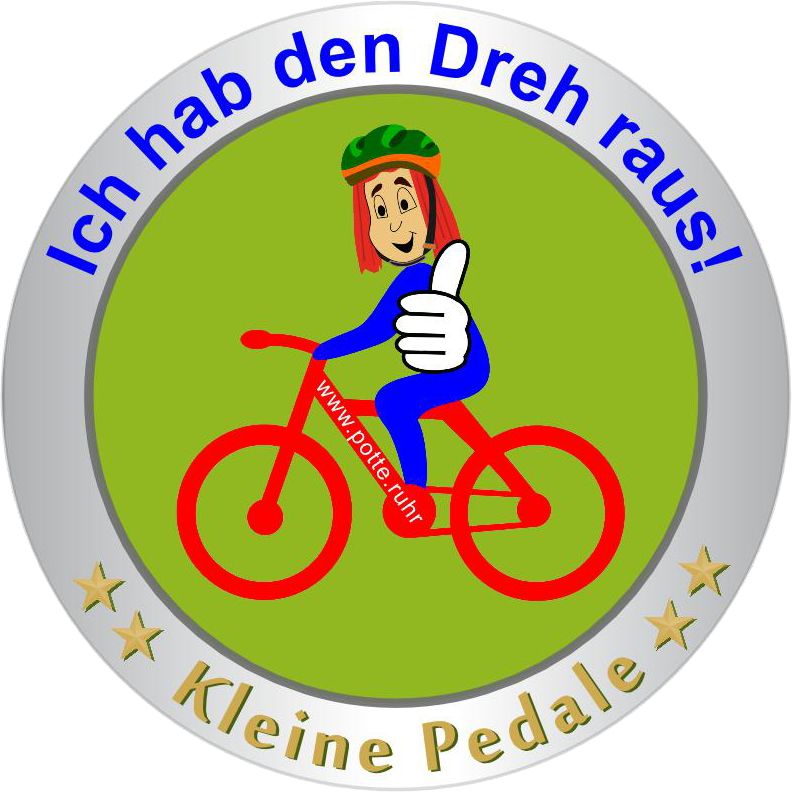 Ich hab den Dreh raus!
www.potte.ruhr
Kleine Pedale